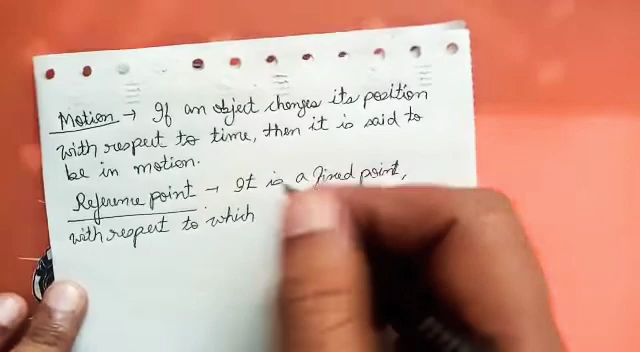 Motion → If an object changes its position
with respect to time, then it is said to
be in motion.
Reference point → It is a fixed point,
with respect to which